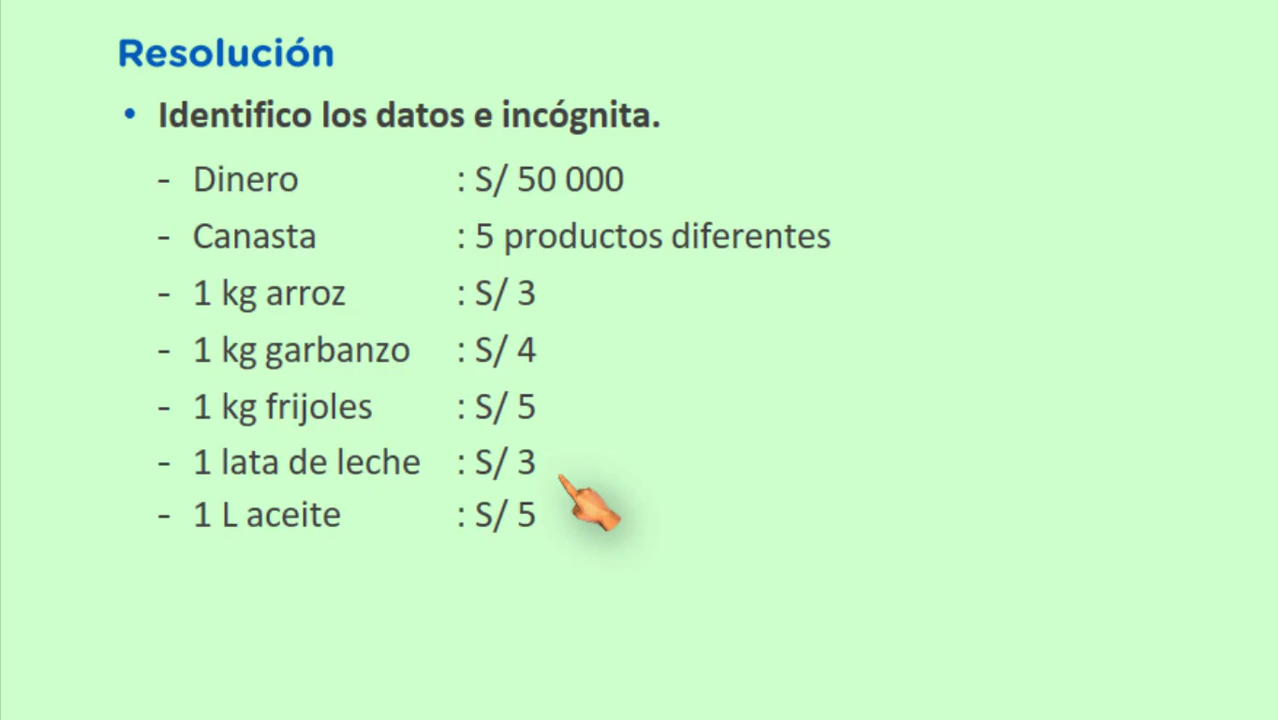 Resolución
• Identifico los datos e incógnita.
- Dinero : S/ 50 000
- Canasta : 5 productos diferentes
- 1 kg arroz : S/ 3
- 1 kg garbanzo : S/ 4
- 1 kg frijoles : S/ 5
- 1 lata de leche : S/ 3
- 1 L aceite : S/ 5